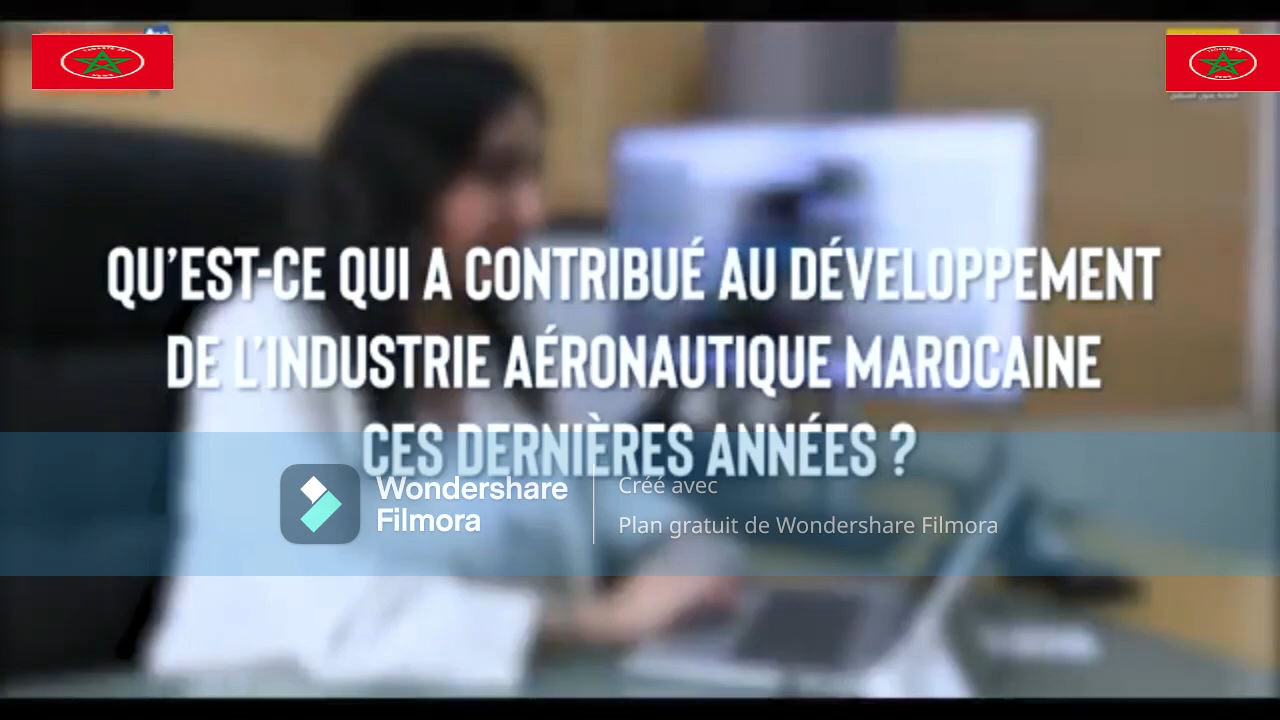 QU'EST-CE QUI A CONTRIBUÉ AU DÉVELOPPEMENT
DE L'INDUSTRIE AÉRONAUTIQUE MAROCAINE
CES DERNIÈRES ANNÉES ?
Wondershare
Filmora
Créé avec
Plan gratuit de Wondershare Filmora